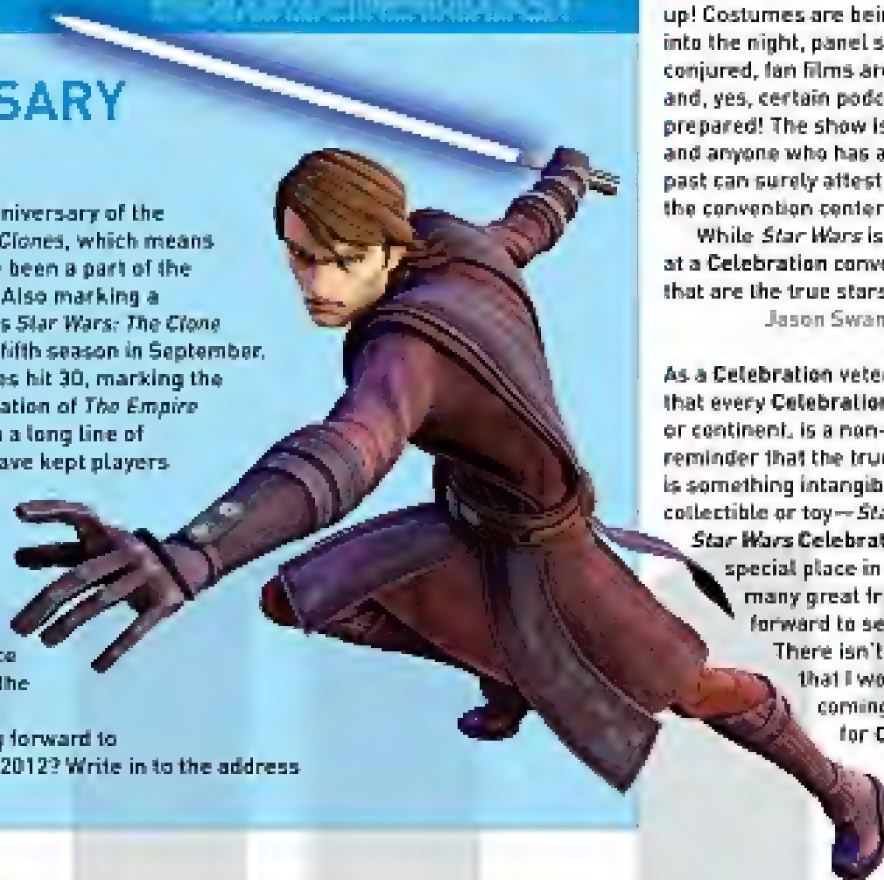 SARY
niversary of the
Clones, which means
been a part of the
Also marking a
s Star Wars: The Clone
fifth season in September.
es hit 30, marking the
ation of The Empire
a long line of
ave kept players
ce
the
g forward to
2012? Write in to the address
up! Costumes are bein
into the night, panel s
conjured, fan films are
and, yes, certain podc
prepared! The show is
and anyone who has a
past can surely attest
the convention center
While Star Wars is
at a Celebration conve
that are the true stars
Jason Swan
As a Celebration vete
that every Celebration
or continent, is a non-
reminder that the true
is something intangib
collectible or toy—Sta
Star Wars Celebrat
special place in
many great fr
forward to se
There isn't
that I wo
coming
for C